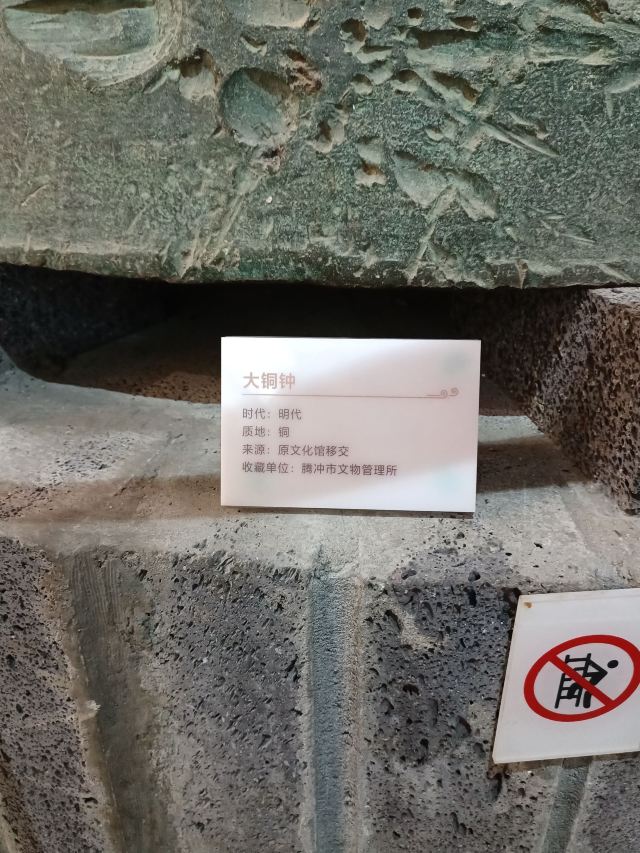 大铜钟
时代：明代
质地：铜
来源：原文化馆移交
收藏单位：腾冲市文物管理所